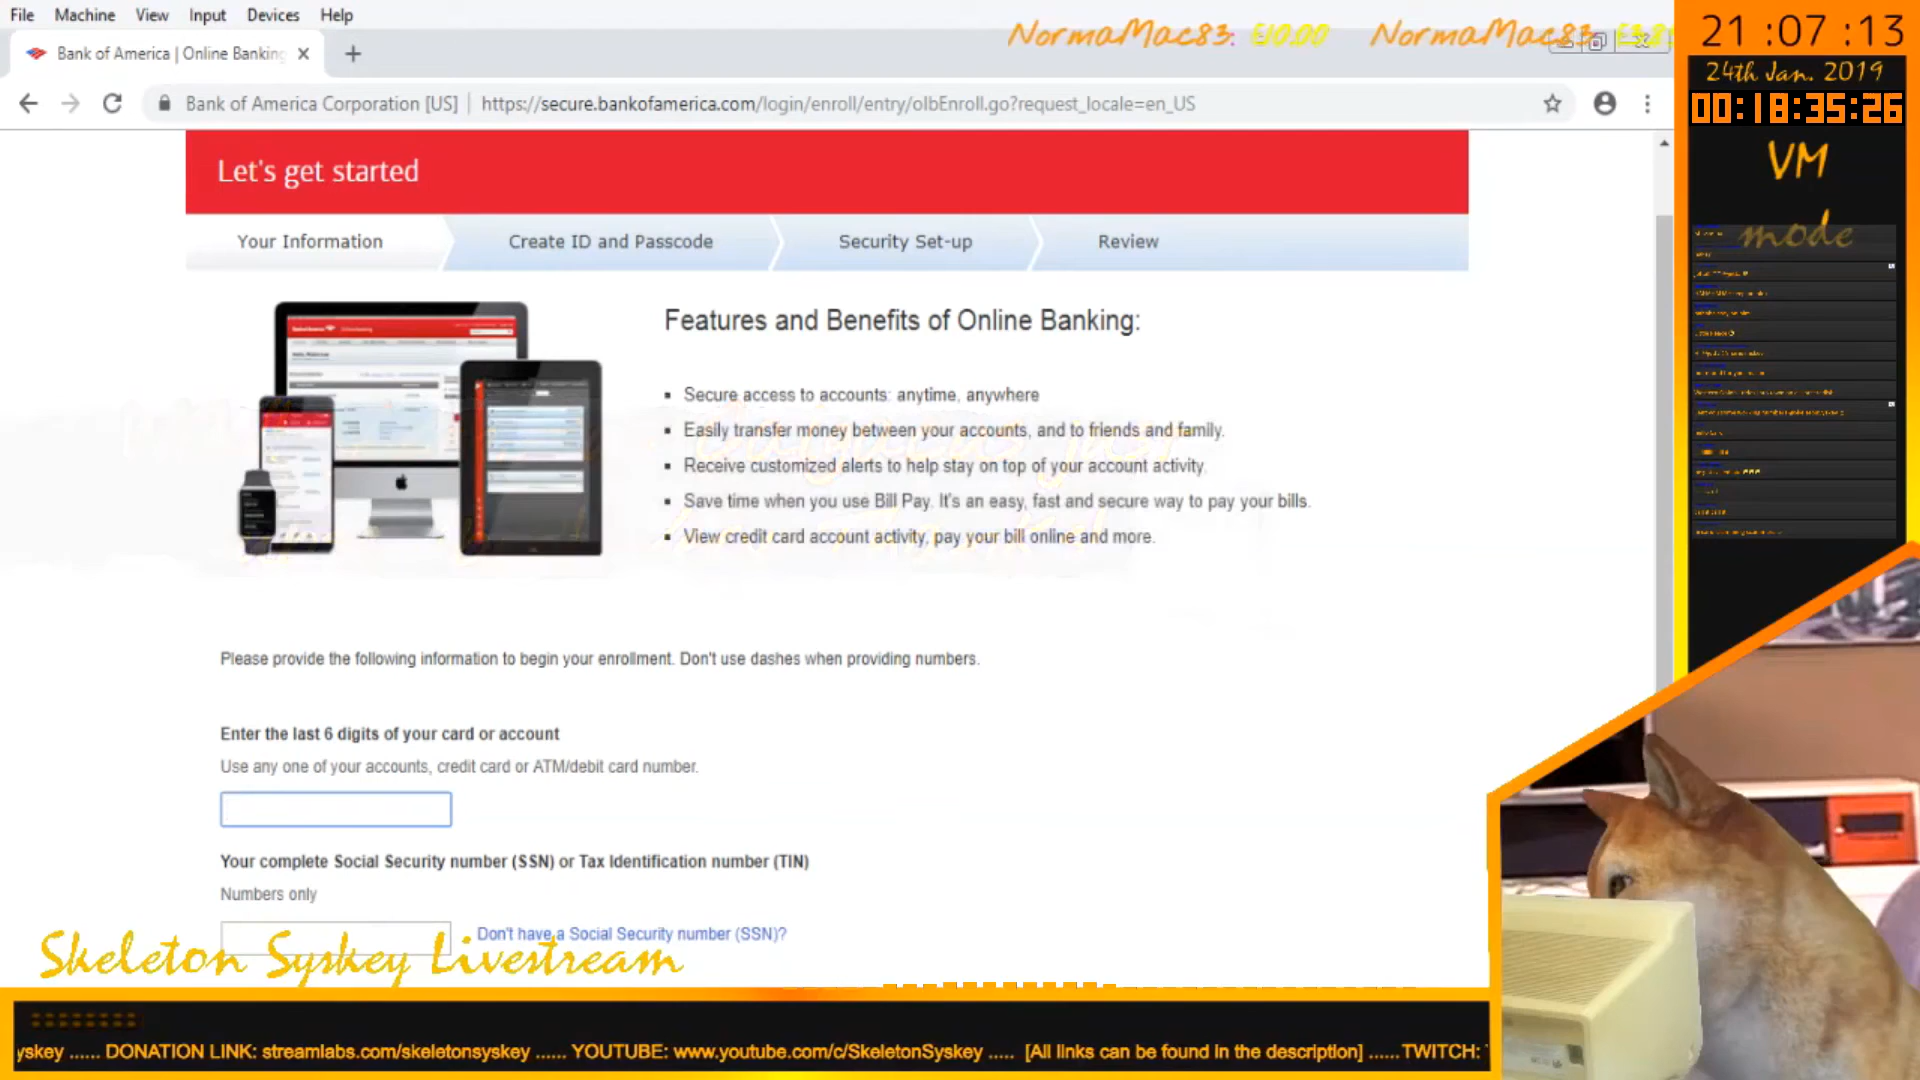 File Machine View Input Devices Help
NormaMac83: £10.00 NormaMac83
21 :07 :13
24th Jan. 2019
00:18:35:26
VM
mode
Bank of America | Online Banking
Bank of America Corporation [US] | https://secure.bankofamerica.com/login/enroll/entry/olbEnroll.go?request_locale=en_US
Let's get started
Your Information Create ID and Passcode Security Set-up Review
Features and Benefits of Online Banking:
Secure access to accounts: anytime, anywhere
Easily transfer money between your accounts, and to friends and family.
Receive customized alerts to help stay on top of your account activity.
Save time when you use Bill Pay. It's an easy, fast and secure way to pay your bills.
View credit card account activity, pay your bill online and more.
Please provide the following information to begin your enrollment. Don't use dashes when providing numbers.
Enter the last 6 digits of your card or account
Use any one of your accounts, credit card or ATM/debit card number.
Your complete Social Security number (SSN) or Tax Identification number (TIN)
Numbers only
Don't have a Social Security number (SSN)?
Skeleton Syskey Livestream
yskey ...... DONATION LINK: streamlabs.com/skeletonsyskey ...... YOUTUBE: www.youtube.com/c/SkeletonSyskey ..... [All links can be found in the description] ...... TWITCH: